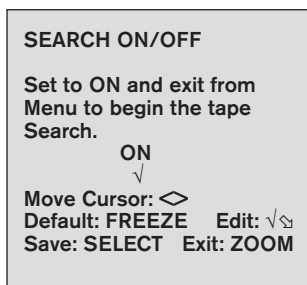 SEARCH ON/OFF
Set to ON and exit from
Menu to begin the tape
Search.
ON
√
Move Cursor: <>
Default: FREEZE Edit: √⬂
Save: SELECT Exit: ZOOM